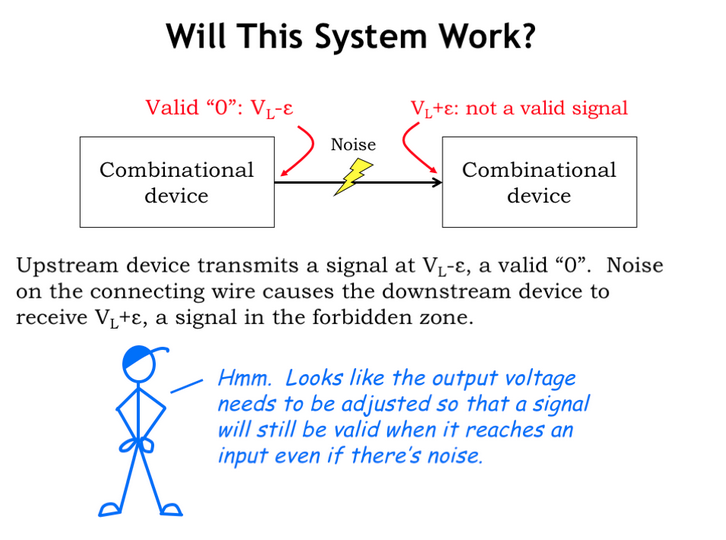 Will This System Work?
Valid “0”: V_L-ε
V_L+ε: not a valid signal
Noise
Combinational
device
Combinational
device
Upstream device transmits a signal at V_L-ε, a valid “0”. Noise
on the connecting wire causes the downstream device to
receive V_L+ε, a signal in the forbidden zone.
Hmm. Looks like the output voltage
needs to be adjusted so that a signal
will still be valid when it reaches an
input even if there’s noise.